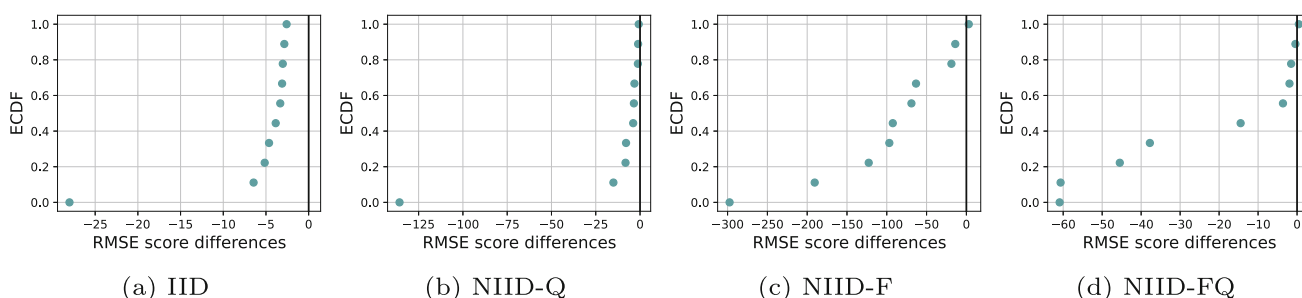 1.0
0.8
0.6
0.4
0.2
0.0
ECDF
−25 −20 −15 −10 −5 0
RMSE score differences
(a) IID
1.0
0.8
0.6
0.4
0.2
0.0
ECDF
−125 −100 −75 −50 −25 0
RMSE score differences
(b) NIID-Q
1.0
0.8
0.6
0.4
0.2
0.0
ECDF
−300 −250 −200 −150 −100 −50 0
RMSE score differences
(c) NIID-F
1.0
0.8
0.6
0.4
0.2
0.0
ECDF
−60 −50 −40 −30 −20 −10 0
RMSE score differences
(d) NIID-FQ